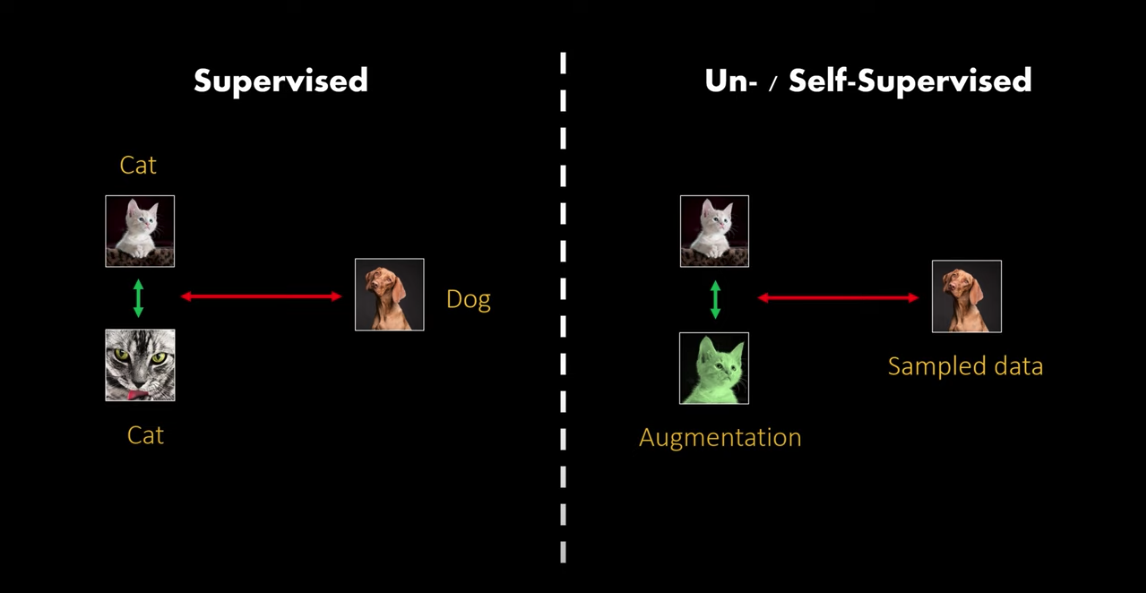 Supervised
Cat
Dog
Cat
Un- / Self-Supervised
Sampled data
Augmentation